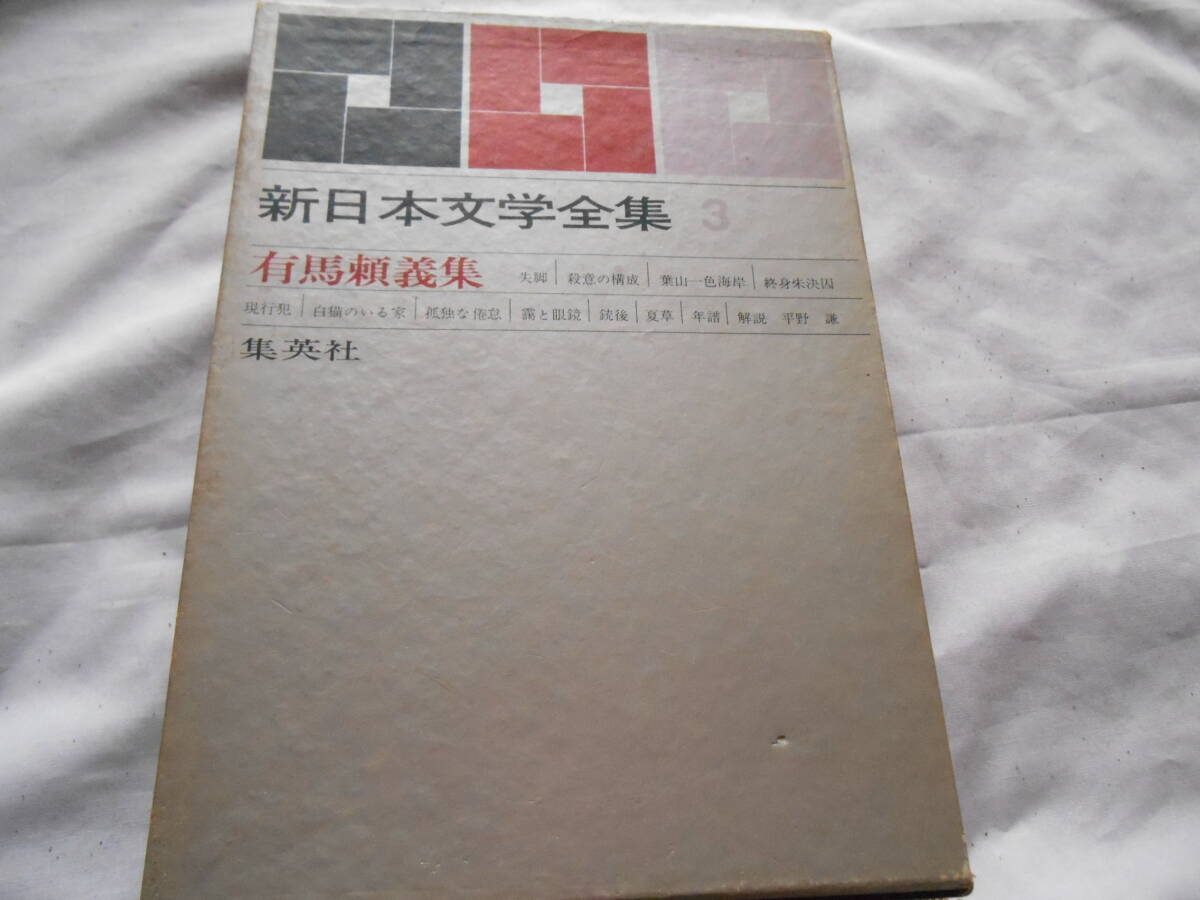 新日本文学全集 3
有馬頼義集 失脚 殺意の構成 葉山一色海岸 終身未決囚
現行犯 白猫のいる家 孤独な倦怠 靄と眼鏡 銃後 夏草 年譜 解説 平野 謙
集英社